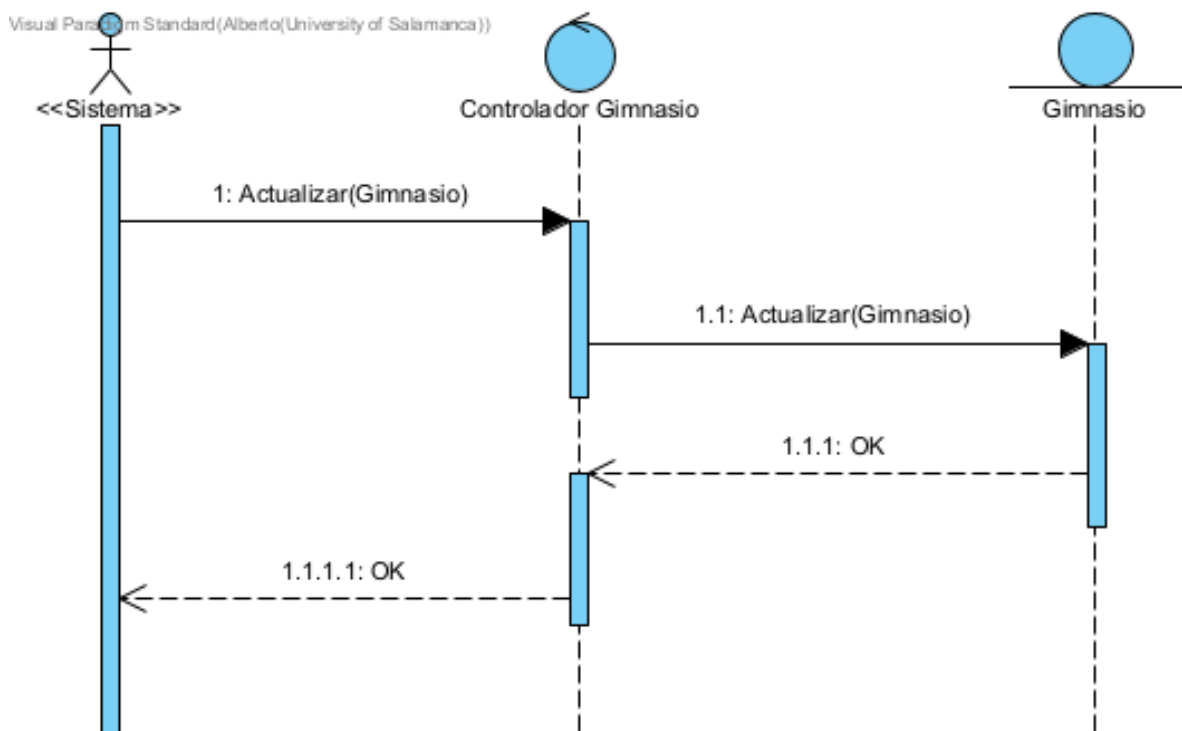 Visual Paradigm Standard(Alberto(University of Salamanca))
<<Sistema>>
Controlador Gimnasio
Gimnasio
1: Actualizar(Gimnasio)
1.1: Actualizar(Gimnasio)
1.1.1: OK
1.1.1.1: OK